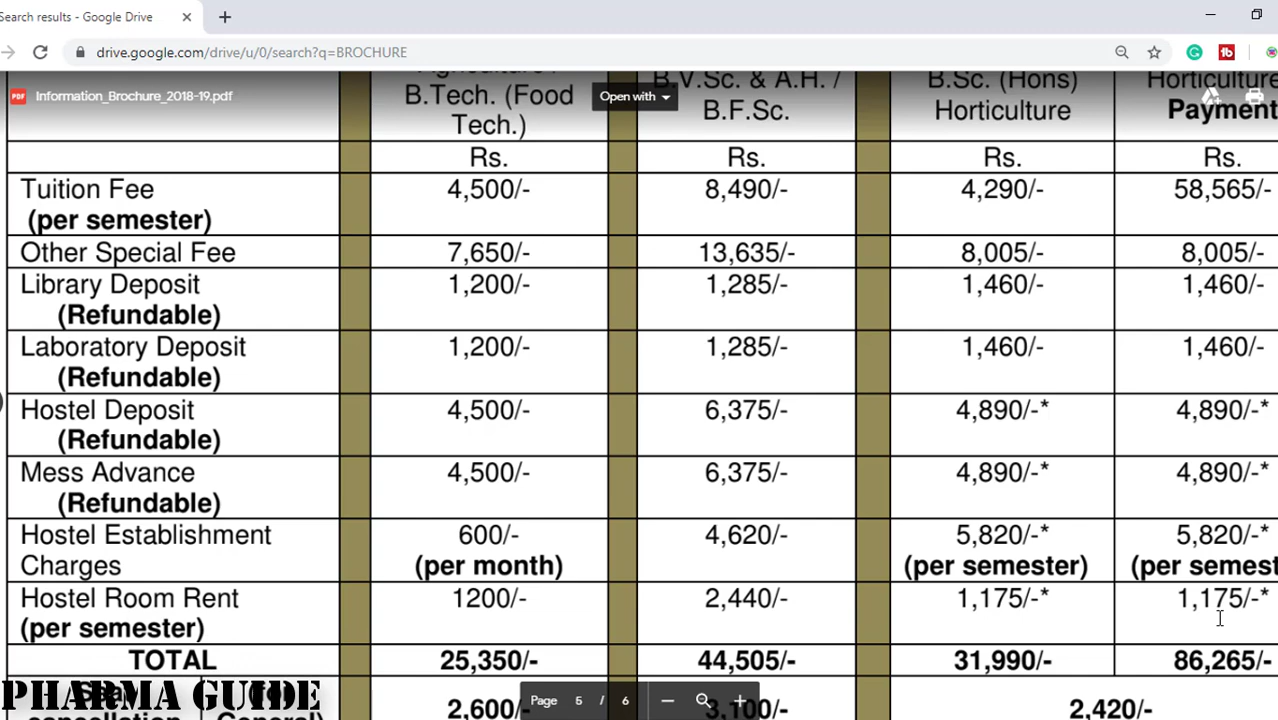 Search results - Google Drive
drive.google.com/drive/u/0/search?q=BROCHURE
Information_Brochure_2018-19.pdf
Open with
B.Tech. (Food
Tech.)
B.V.Sc. & A.H. /
B.F.Sc.
B.Sc. (Hons)
Horticulture
Horticulture
Payment
Rs. Rs. Rs. Rs.
Tuition Fee 4,500/- 8,490/- 4,290/- 58,565/-
(per semester)
Other Special Fee 7,650/- 13,635/- 8,005/- 8,005/-
Library Deposit 1,200/- 1,285/- 1,460/- 1,460/-
(Refundable)
Laboratory Deposit 1,200/- 1,285/- 1,460/- 1,460/-
(Refundable)
Hostel Deposit 4,500/- 6,375/- 4,890/-* 4,890/-*
(Refundable)
Mess Advance 4,500/- 6,375/- 4,890/-* 4,890/-*
(Refundable)
Hostel Establishment 600/- 4,620/- 5,820/-* 5,820/-*
Charges (per month) (per semester) (per semest
Hostel Room Rent 1200/- 2,440/- 1,175/-* 1,175/-*
(per semester)
TOTAL 25,350/- 44,505/- 31,990/- 86,265/-
PHARMA GUIDE
2,600/- 3,100/- 2,420/-
Page 5 / 6